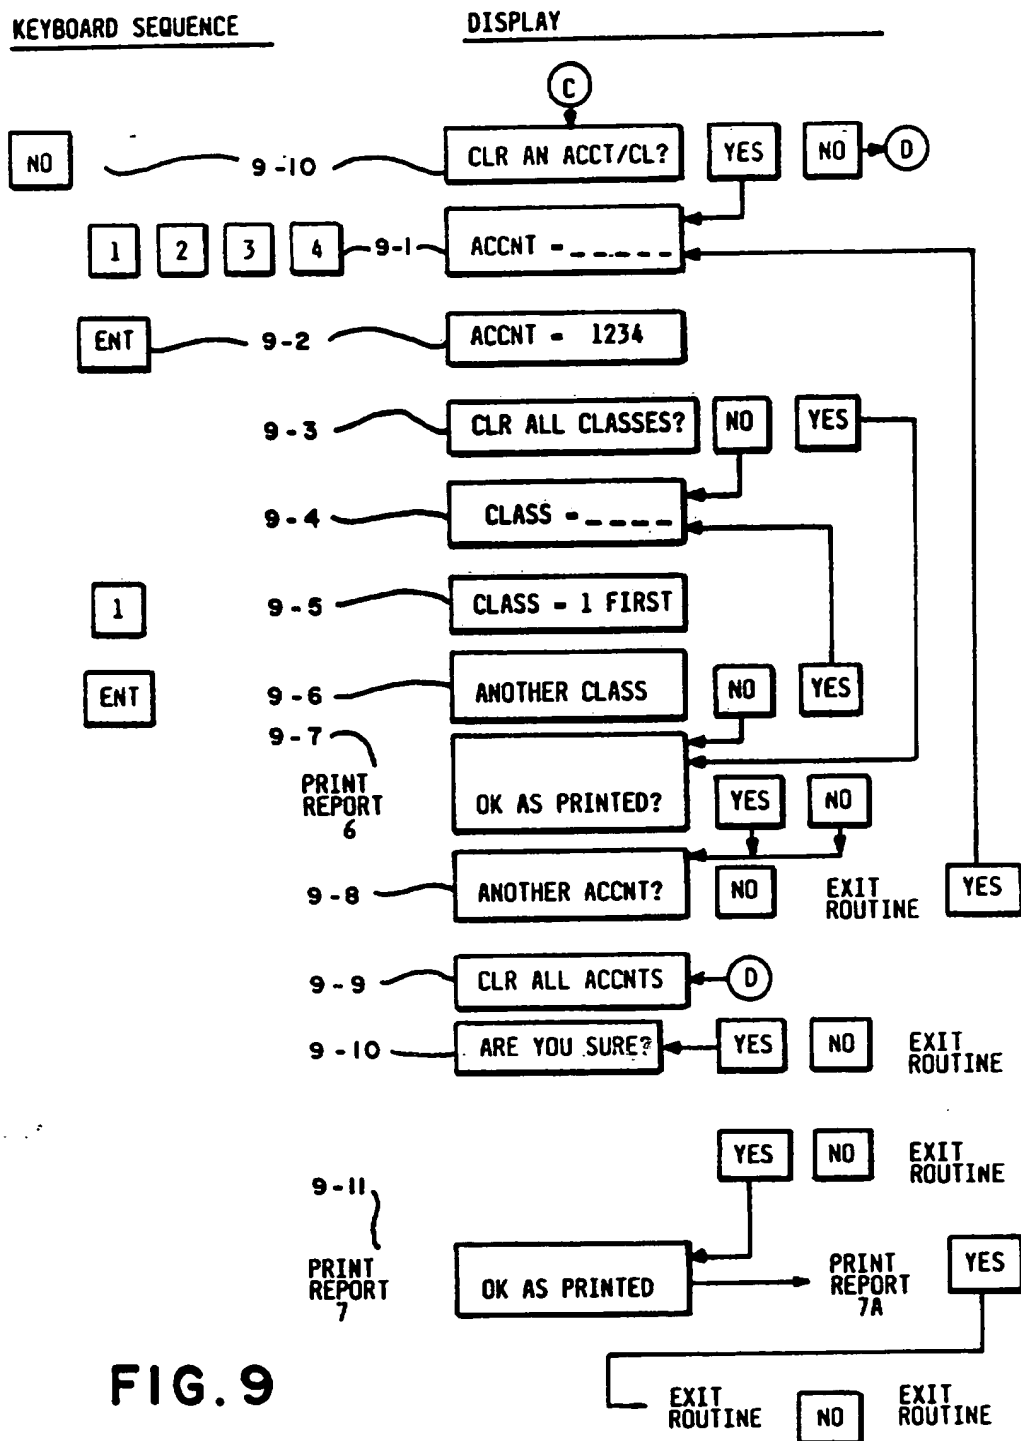 KEYBOARD SEQUENCE DISPLAY
C
NO 9-10 CLR AN ACCT/CL? YES NO D
1 2 3 4 9-1 ACCNT = _ _ _ _ _
ENT 9-2 ACCNT = 1234
9-3 CLR ALL CLASSES? NO YES
9-4 CLASS = _ _ _ _
1 9-5 CLASS = 1 FIRST
ENT 9-6 ANOTHER CLASS NO YES
9-7
PRINT
REPORT
6
OK AS PRINTED? YES NO
9-8 ANOTHER ACCNT? NO EXIT
ROUTINE
YES
9-9 CLR ALL ACCNTS D
9-10 ARE YOU SURE? YES NO EXIT
ROUTINE
YES NO EXIT
ROUTINE
9-11
PRINT
REPORT
7
OK AS PRINTED
PRINT
REPORT
7A
YES
EXIT
ROUTINE
NO
EXIT
ROUTINE
FIG. 9